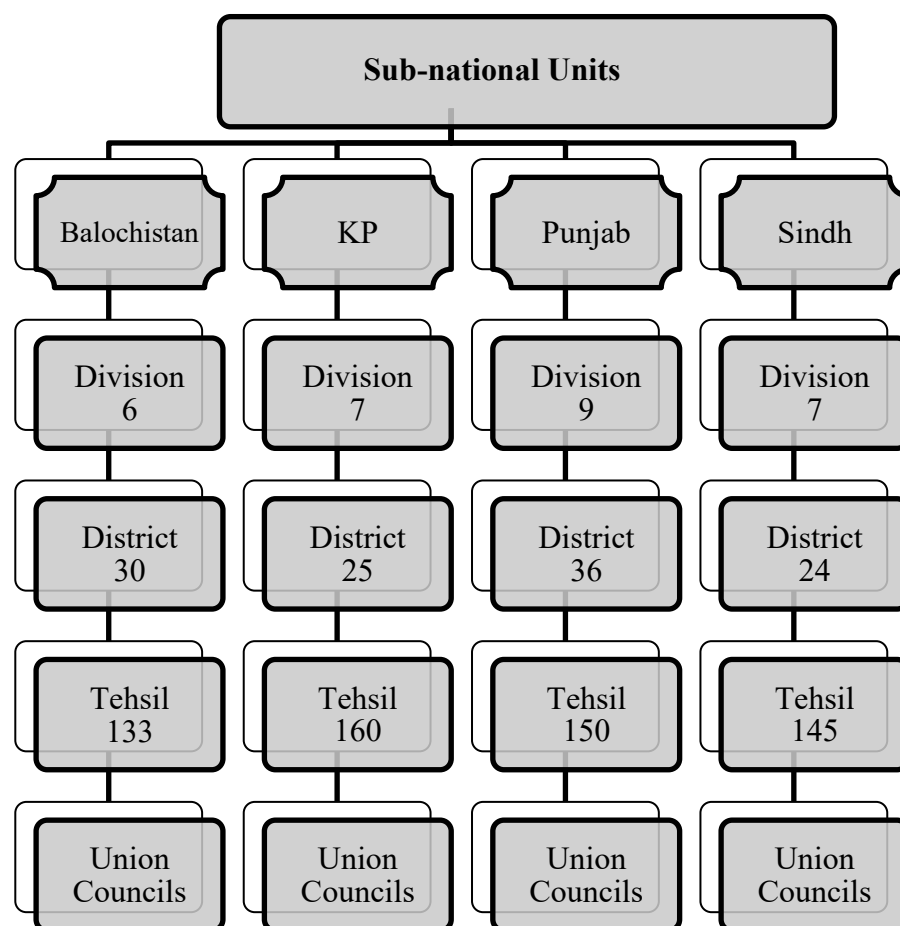 Sub-national Units
Balochistan
KP
Punjab
Sindh
Division
6
Division
7
Division
9
Division
7
District
30
District
25
District
36
District
24
Tehsil
133
Tehsil
160
Tehsil
150
Tehsil
145
Union
Councils
Union
Councils
Union
Councils
Union
Councils